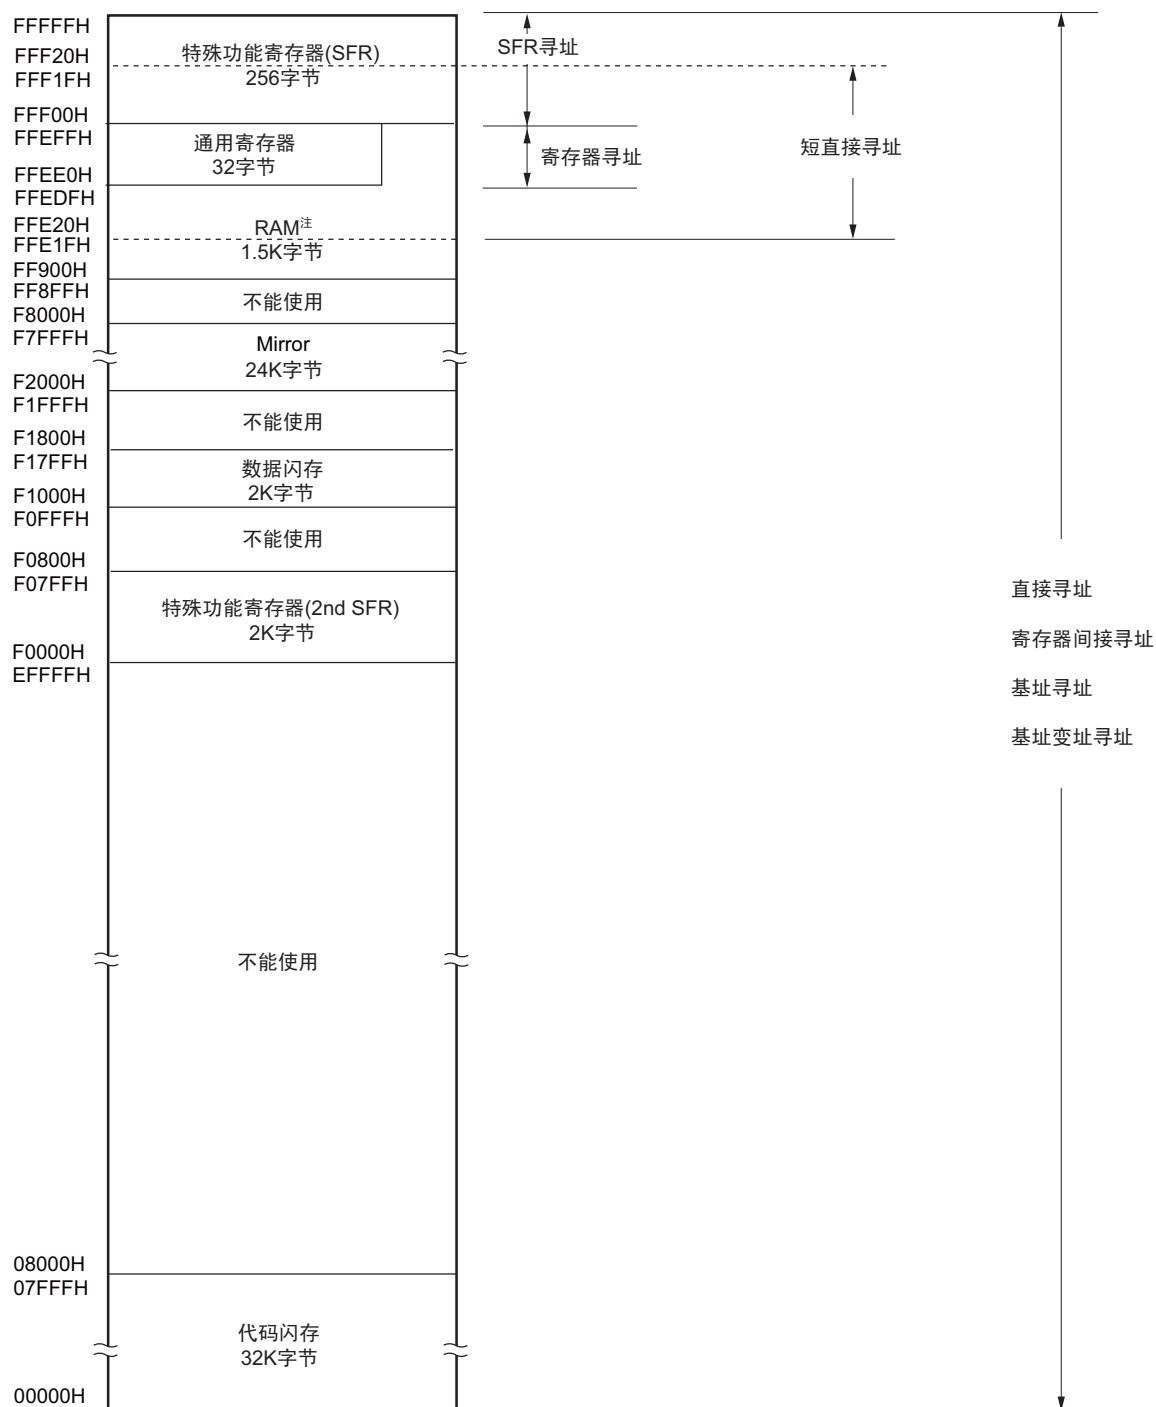 FFFFFH
FFF20H
FFF1FH
FFF00H
FFEFFH
FFEE0H
FFEDFH
FFE20H
FFE1FH
FF900H
FF8FFH
F8000H
F7FFFH
F2000H
F1FFFH
F1800H
F17FFH
F1000H
F0FFFH
F0800H
F07FFH
F0000H
EFFFFH
08000H
07FFFH
00000H
特殊功能寄存器(SFR)
256字节
通用寄存器
32字节
RAM注
1.5K字节
不能使用
Mirror
24K字节
不能使用
数据闪存
2K字节
不能使用
特殊功能寄存器(2nd SFR)
2K字节
不能使用
代码闪存
32K字节
SFR寻址
寄存器寻址
短直接寻址
直接寻址
寄存器间接寻址
基址寻址
基址变址寻址